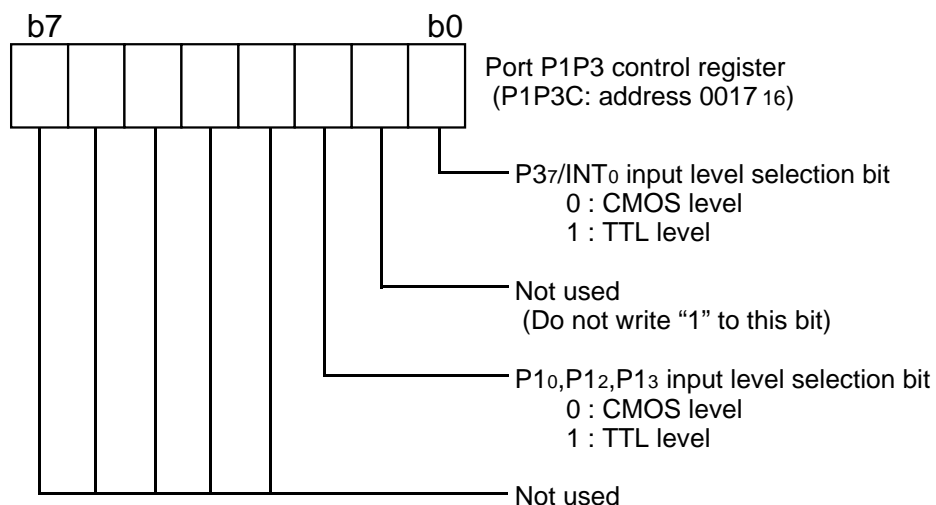 b7 b0
Port P1P3 control register
(P1P3C: address 0017 16)
P37/INT0 input level selection bit
0 : CMOS level
1 : TTL level
Not used
(Do not write “1” to this bit)
P10,P12,P13 input level selection bit
0 : CMOS level
1 : TTL level
Not used